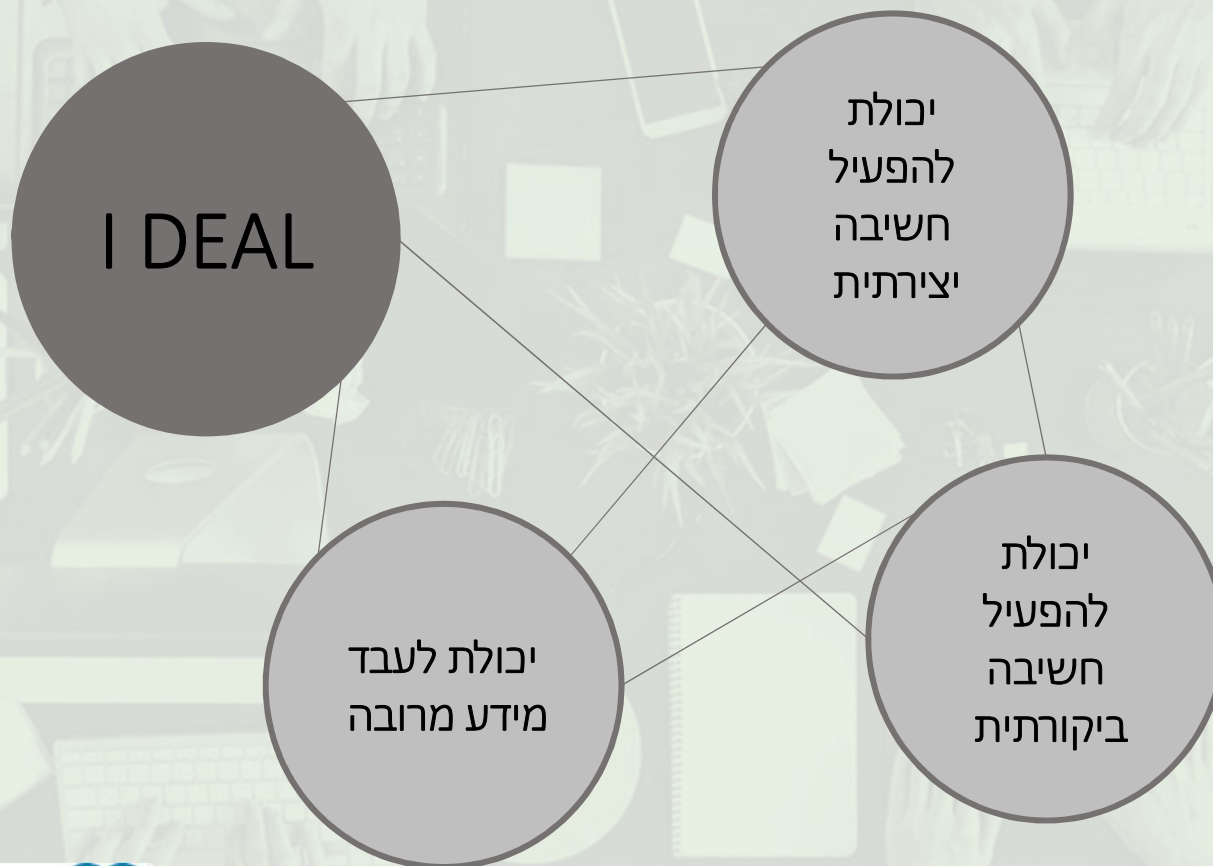 I DEAL
יכולת
להפעיל
חשיבה
יצירתית
יכולת לעבד
מידע מרובה
יכולת
להפעיל
חשיבה
ביקורתית